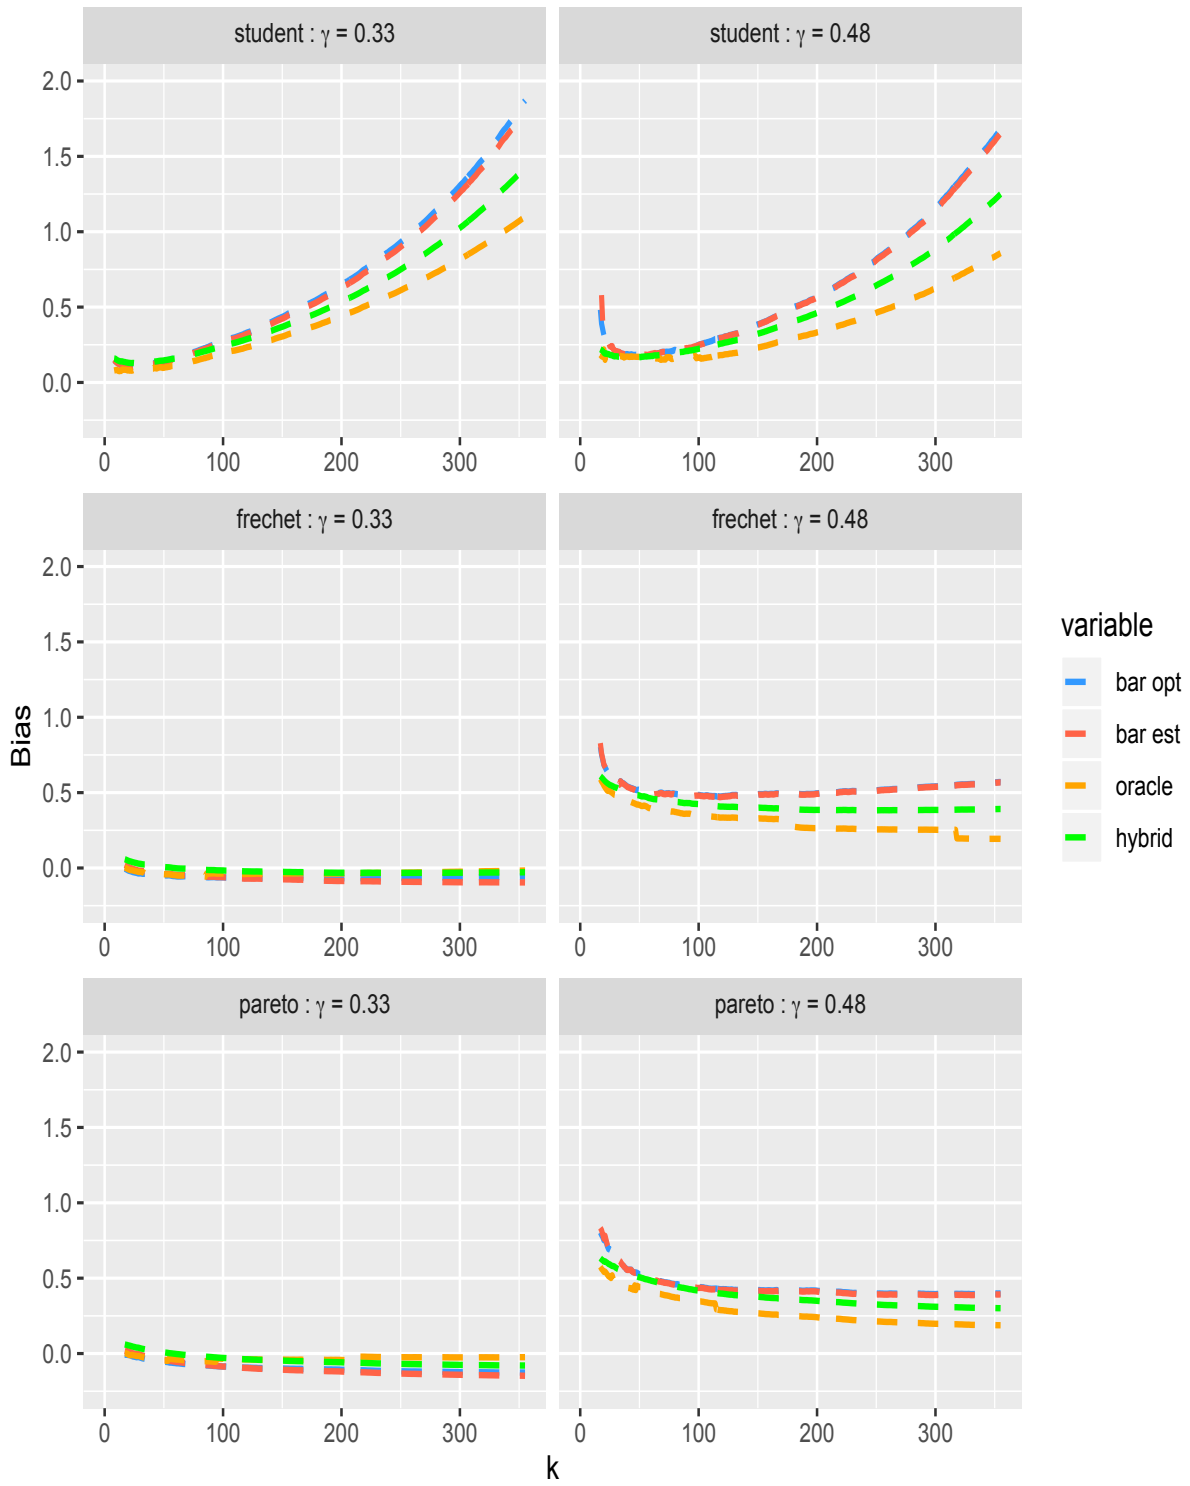 student : γ = 0.33
student : γ = 0.48
2.0
1.5
1.0
0.5
0.0
0 100 200 300
0 100 200 300
frechet : γ = 0.33
frechet : γ = 0.48
2.0
1.5
1.0
0.5
0.0
0 100 200 300
0 100 200 300
pareto : γ = 0.33
pareto : γ = 0.48
2.0
1.5
1.0
0.5
0.0
0 100 200 300
0 100 200 300
Bias
k
variable
bar opt
bar est
oracle
hybrid